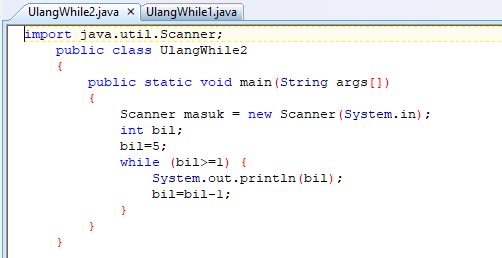 UlangWhile2.java × UlangWhile1.java
import java.util.Scanner;
    public class UlangWhile2
    {
        public static void main(String args[])
        {
            Scanner masuk = new Scanner(System.in);
            int bil;
            bil=5;
            while (bil>=1) {
                System.out.println(bil);
                bil=bil-1;
            }
        }
    }